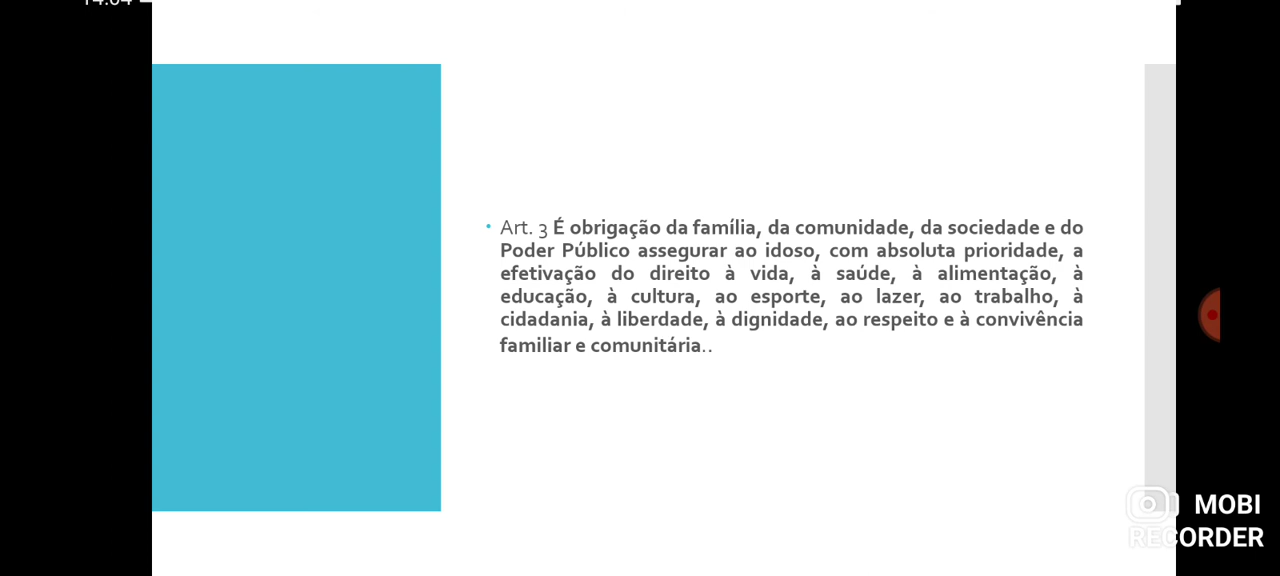 • Art. 3 É obrigação da família, da comunidade, da sociedade e do
Poder Público assegurar ao idoso, com absoluta prioridade, a
efetivação do direito à vida, à saúde, à alimentação, à
educação, à cultura, ao esporte, ao lazer, ao trabalho, à
cidadania, à liberdade, à dignidade, ao respeito e à convivência
familiar e comunitária..
MOBI
RECORDER